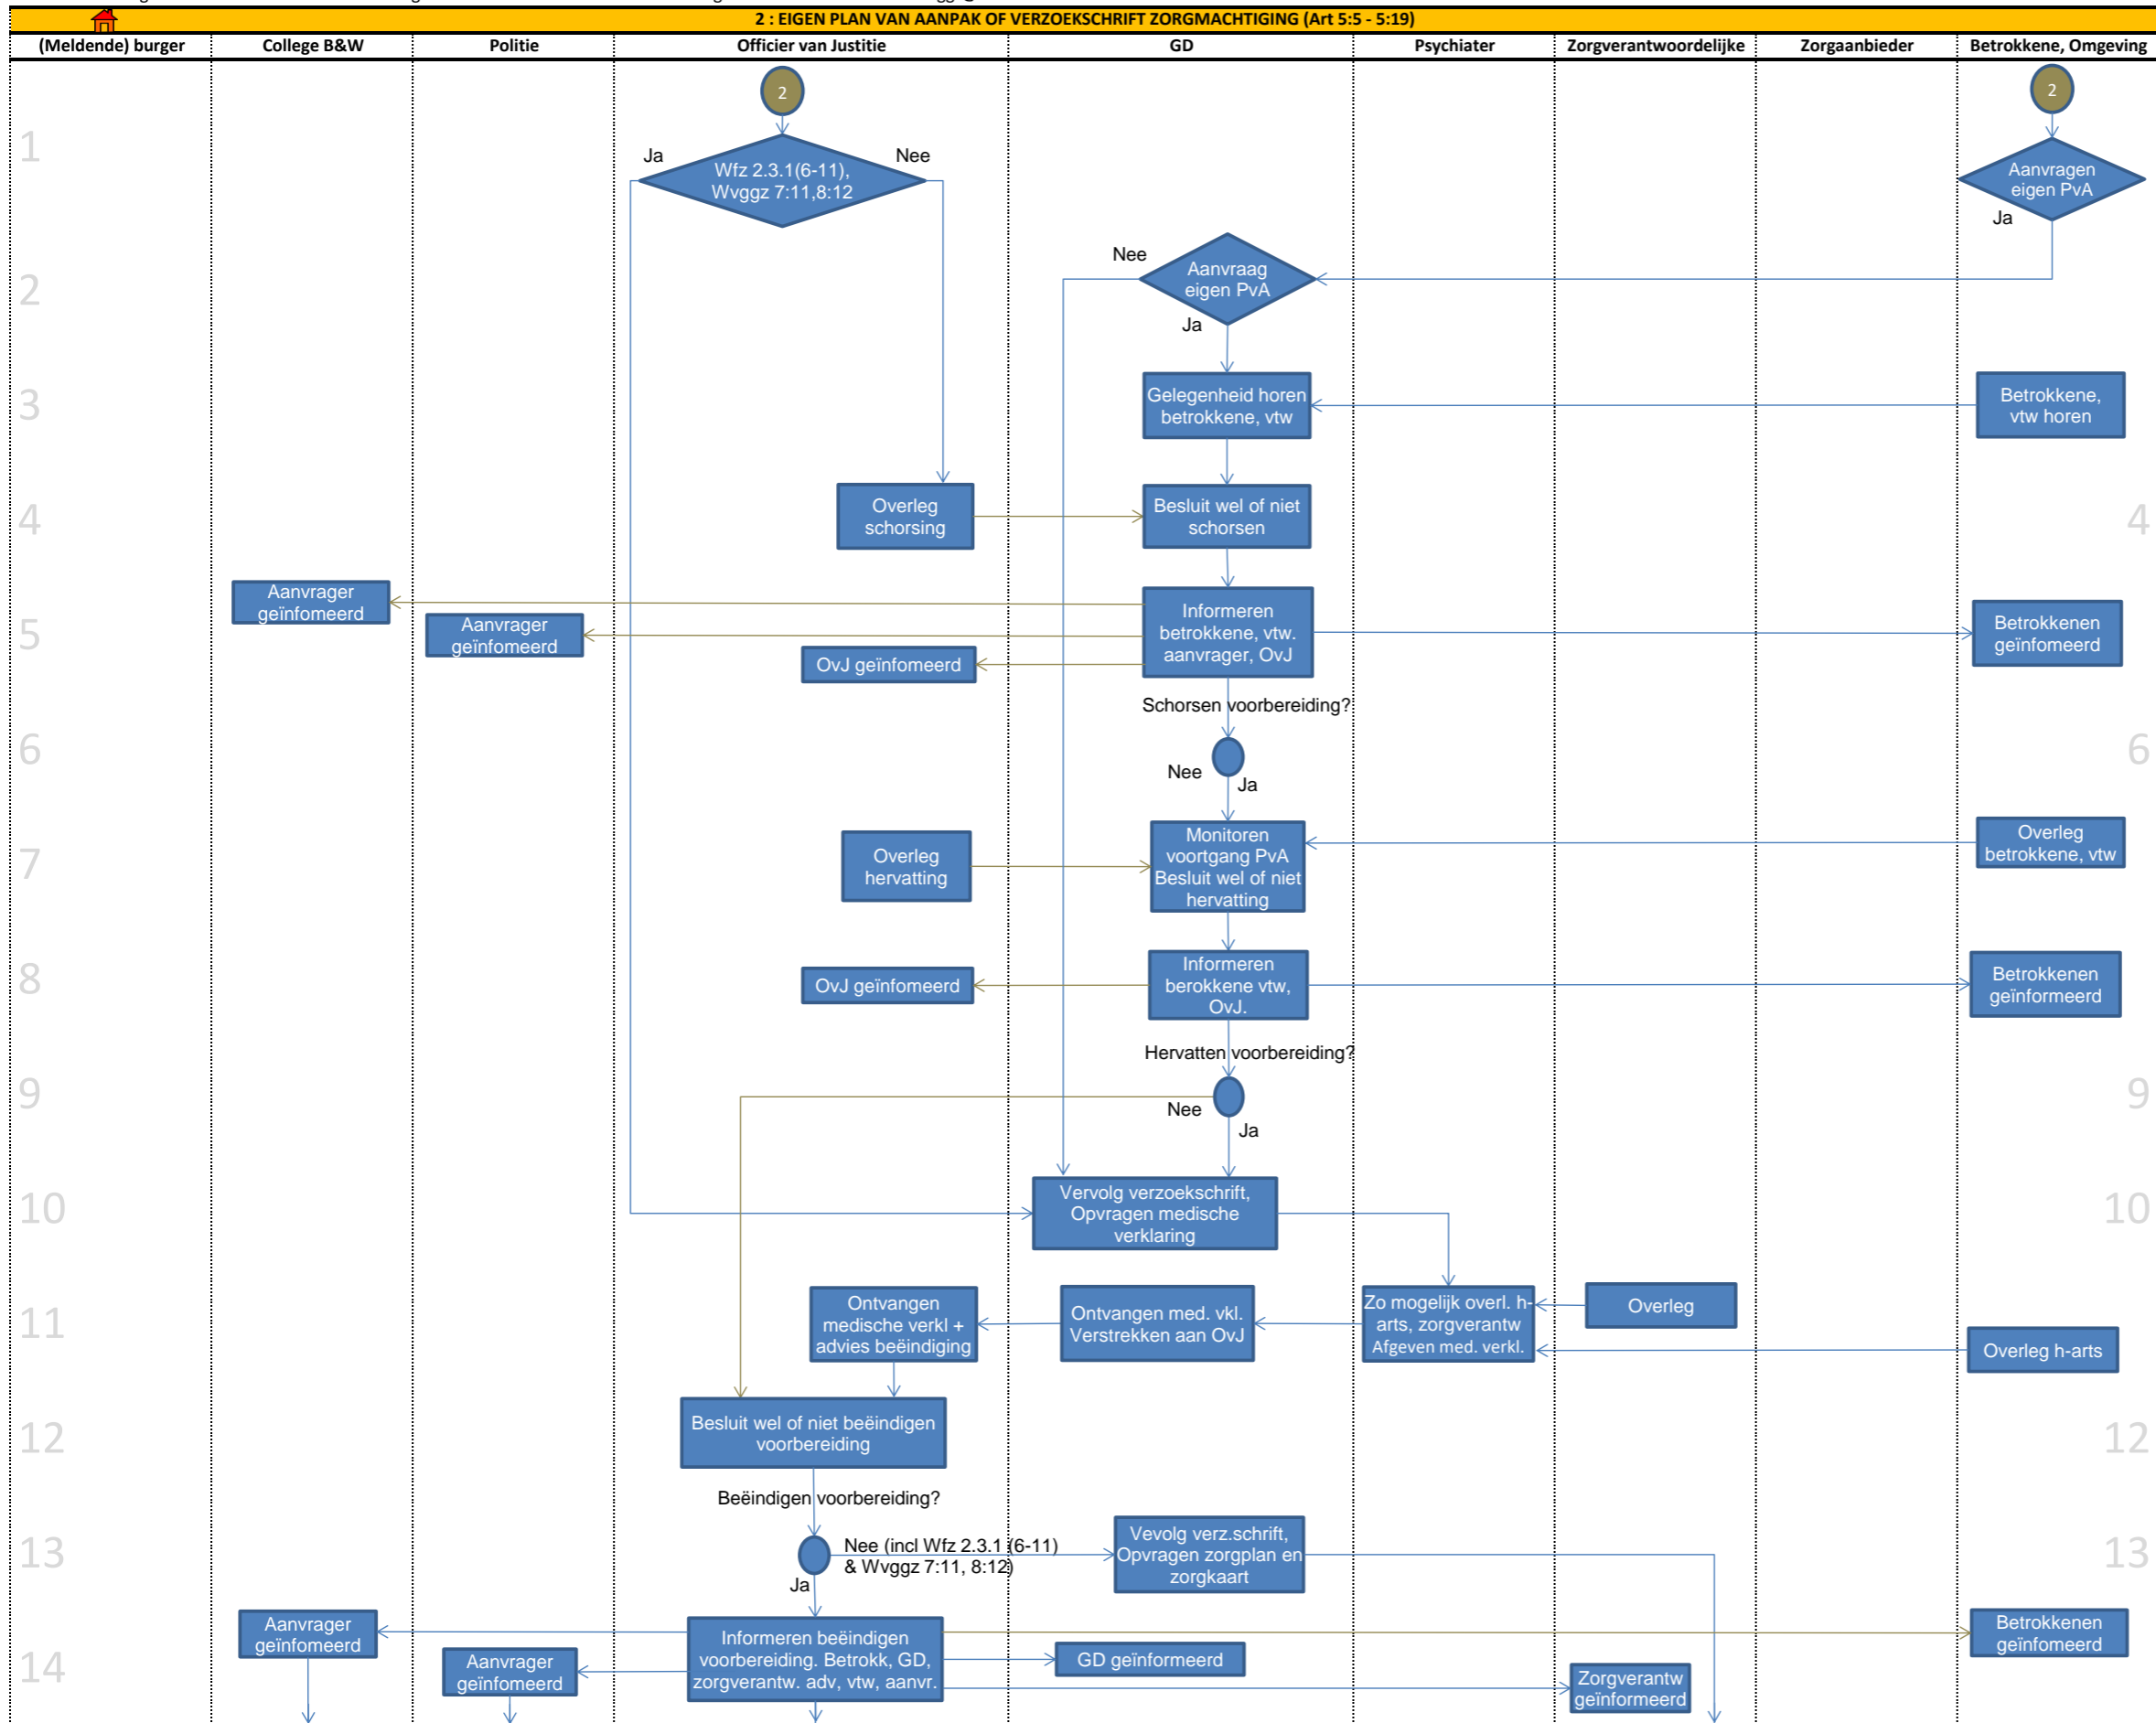 2 : EIGEN PLAN VAN AANPAK OF VERZOEKSCHRIFT ZORGMACHTIGING (Art 5:5 - 5:19)
(Meldende) burger
College B&W
Politie
Officier van Justitie
GD
Psychiater
Zorgverantwoordelijke
Zorgaanbieder
Betrokkene, Omgeving
2
2
1
Ja
Wfz 2.3.1(6-11),
Wvggz 7:11,8:12
Nee
Aanvragen
eigen PvA
Ja
2
Nee
Aanvraag
eigen PvA
Ja
3
Gelegenheid horen
betrokkene, vtw
Betrokkene,
vtw horen
4
Overleg
schorsing
Besluit wel of niet
schorsen
4
Aanvrager
geïnfomeerd
5
Aanvrager
geïnfomeerd
OvJ geïnfomeerd
Informeren
betrokkene, vtw.
aanvrager, OvJ
Betrokkenen
geïnfomeerd
Schorsen voorbereiding?
6
Nee
Ja
6
7
Overleg
hervatting
Monitoren
voortgang PvA
Besluit wel of niet
hervatting
Overleg
betrokkene, vtw
8
OvJ geïnfomeerd
Informeren
berokkene vtw,
OvJ.
Betrokkenen
geïnformeerd
Hervatten voorbereiding?
9
Nee
Ja
9
10
Vervolg verzoekschrift,
Opvragen medische
verklaring
10
11
Ontvangen
medische verkl +
advies beëindiging
Ontvangen med. vkl.
Verstrekken aan OvJ
Zo mogelijk overl. h-
arts, zorgverantw
Afgeven med. verkl.
Overleg
Overleg h-arts
12
Besluit wel of niet beëindigen
voorbereiding
12
Beëindigen voorbereiding?
13
Nee (incl Wfz 2.3.1 (6-11)
& Wvggz 7:11, 8:12)
Ja
Vevolg verz.schrift,
Opvragen zorgplan en
zorgkaart
13
Aanvrager
geïnfomeerd
14
Aanvrager
geïnfomeerd
Informeren beëindigen
voorbereiding. Betrokk, GD,
zorgverantw. adv, vtw, aanvr.
GD geïnformeerd
Zorgverantw
geïnformeerd
Betrokkenen
geïnfomeerd